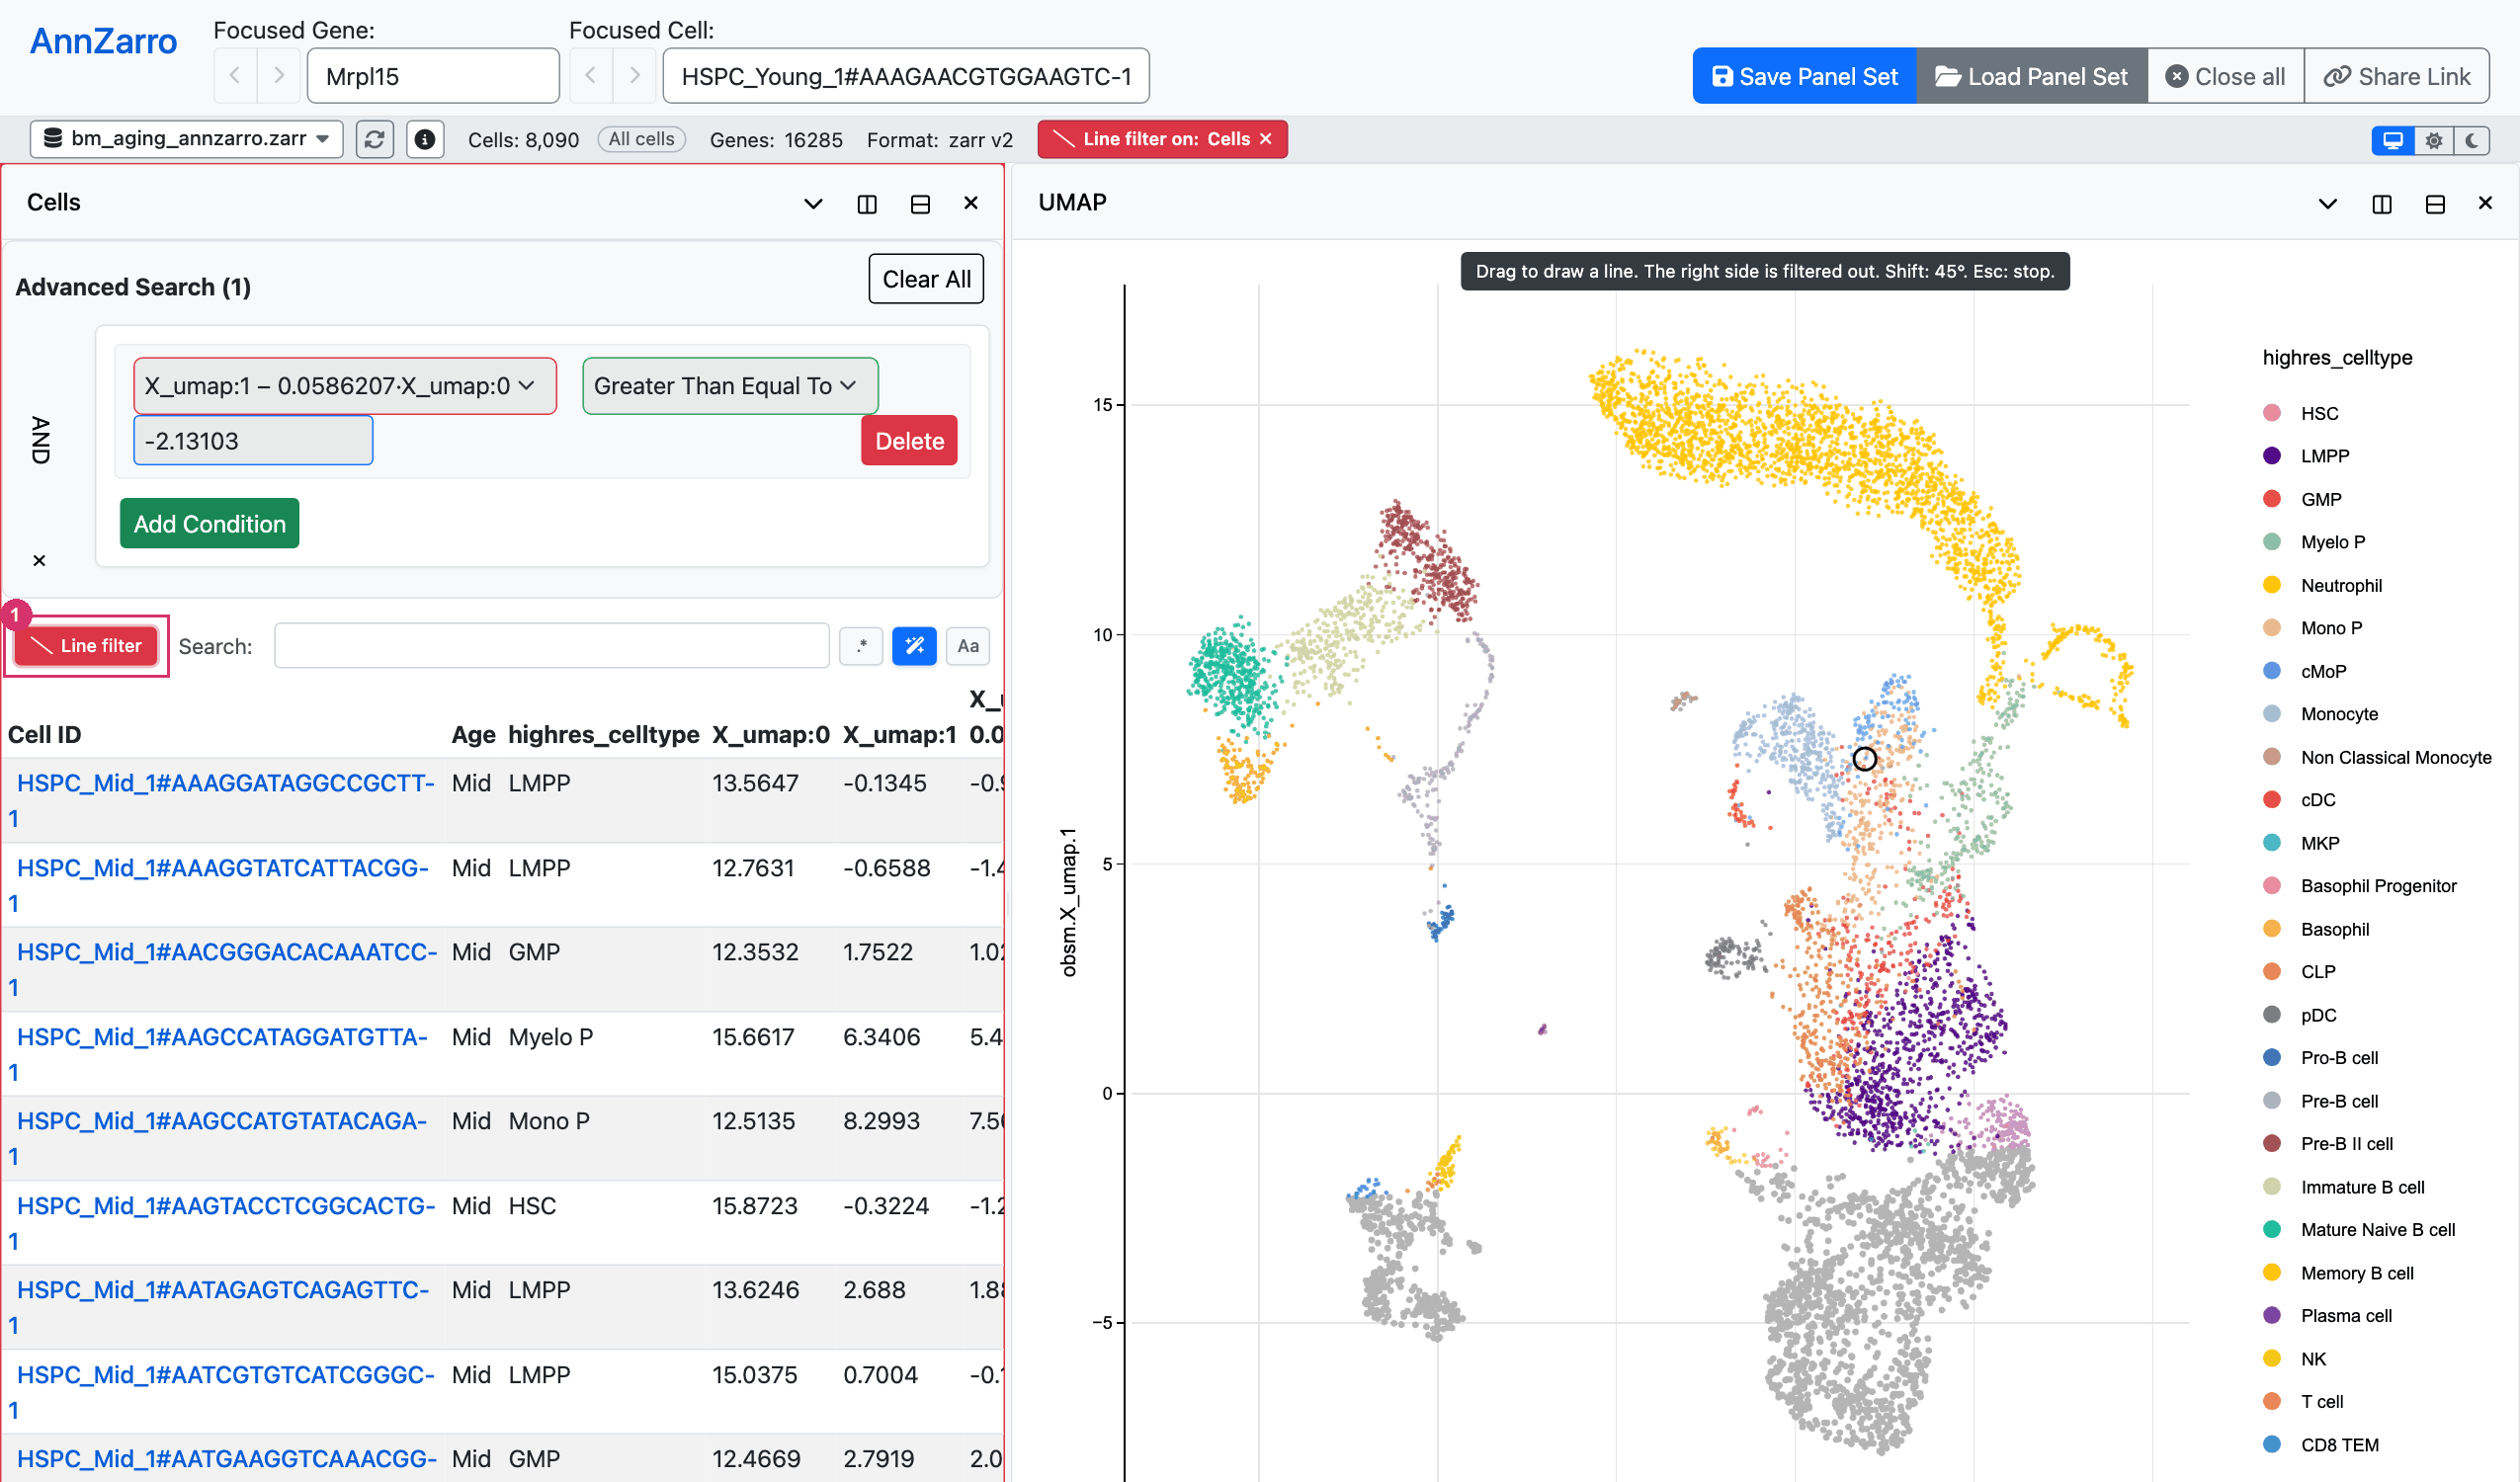 AnnZarro
Focused Gene:
Mrpl15
Focused Cell:
HSPC_Young_1#AAAGAACGTGGAAGTC-1
Save Panel Set
Load Panel Set
Close all
Share Link
bm_aging_annzarro.zarr
Cells: 8,090
All cells
Genes: 16285
Format: zarr v2
Line filter on: Cells ×
Cells
Advanced Search (1)
Clear All
AND
X_umap:1 – 0.0586207·X_umap:0
Greater Than Equal To
-2.13103
Delete
Add Condition
1
Line filter
Search:
.*
Aa
Cell ID Age highres_celltype X_umap:0 X_umap:1
HSPC_Mid_1#AAAGGATAGGCCGCTT-1 Mid LMPP 13.5647 -0.1345
HSPC_Mid_1#AAAGGTATCATTACGG-1 Mid LMPP 12.7631 -0.6588
HSPC_Mid_1#AACGGGACACAAATCC-1 Mid GMP 12.3532 1.7522
HSPC_Mid_1#AAGCCATAGGATGTTA-1 Mid Myelo P 15.6617 6.3406
HSPC_Mid_1#AAGCCATGTATACAGA-1 Mid Mono P 12.5135 8.2993
HSPC_Mid_1#AAGTACCTCGGCACTG-1 Mid HSC 15.8723 -0.3224
HSPC_Mid_1#AATAGAGTCAGAGTTC-1 Mid LMPP 13.6246 2.688
HSPC_Mid_1#AATCGTGTCATCGGGC-1 Mid LMPP 15.0375 0.7004
HSPC_Mid_1#AATGAAGGTCAAACGG- Mid GMP 12.4669 2.7919
UMAP
Drag to draw a line. The right side is filtered out. Shift: 45°. Esc: stop.
obsm.X_umap.1
15
10
5
0
−5
highres_celltype
HSC
LMPP
GMP
Myelo P
Neutrophil
Mono P
cMoP
Monocyte
Non Classical Monocyte
cDC
MKP
Basophil Progenitor
Basophil
CLP
pDC
Pro-B cell
Pre-B cell
Pre-B II cell
Immature B cell
Mature Naive B cell
Memory B cell
Plasma cell
NK
T cell
CD8 TEM